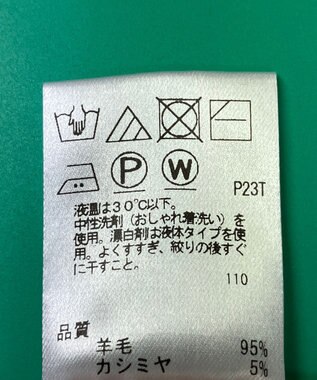 P
W
P23T
液温は30℃以下。
中性洗剤（おしゃれ着洗い）を
使用。漂白剤は液体タイプを使
用。よくすすぎ、絞りの後すぐ
に干すこと。
110
品質
羊毛 95%
カシミヤ 5%